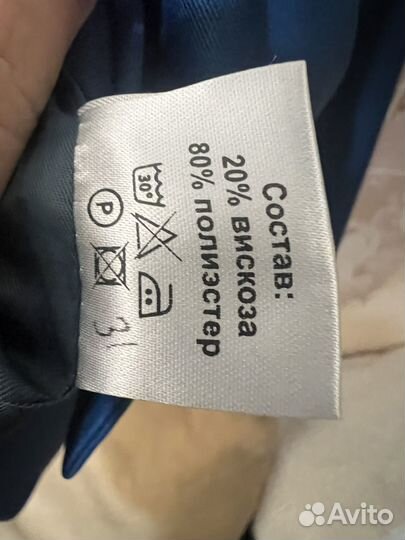 Состав:
20% вискоза
80% полиэстер
30°
P
31
Avito